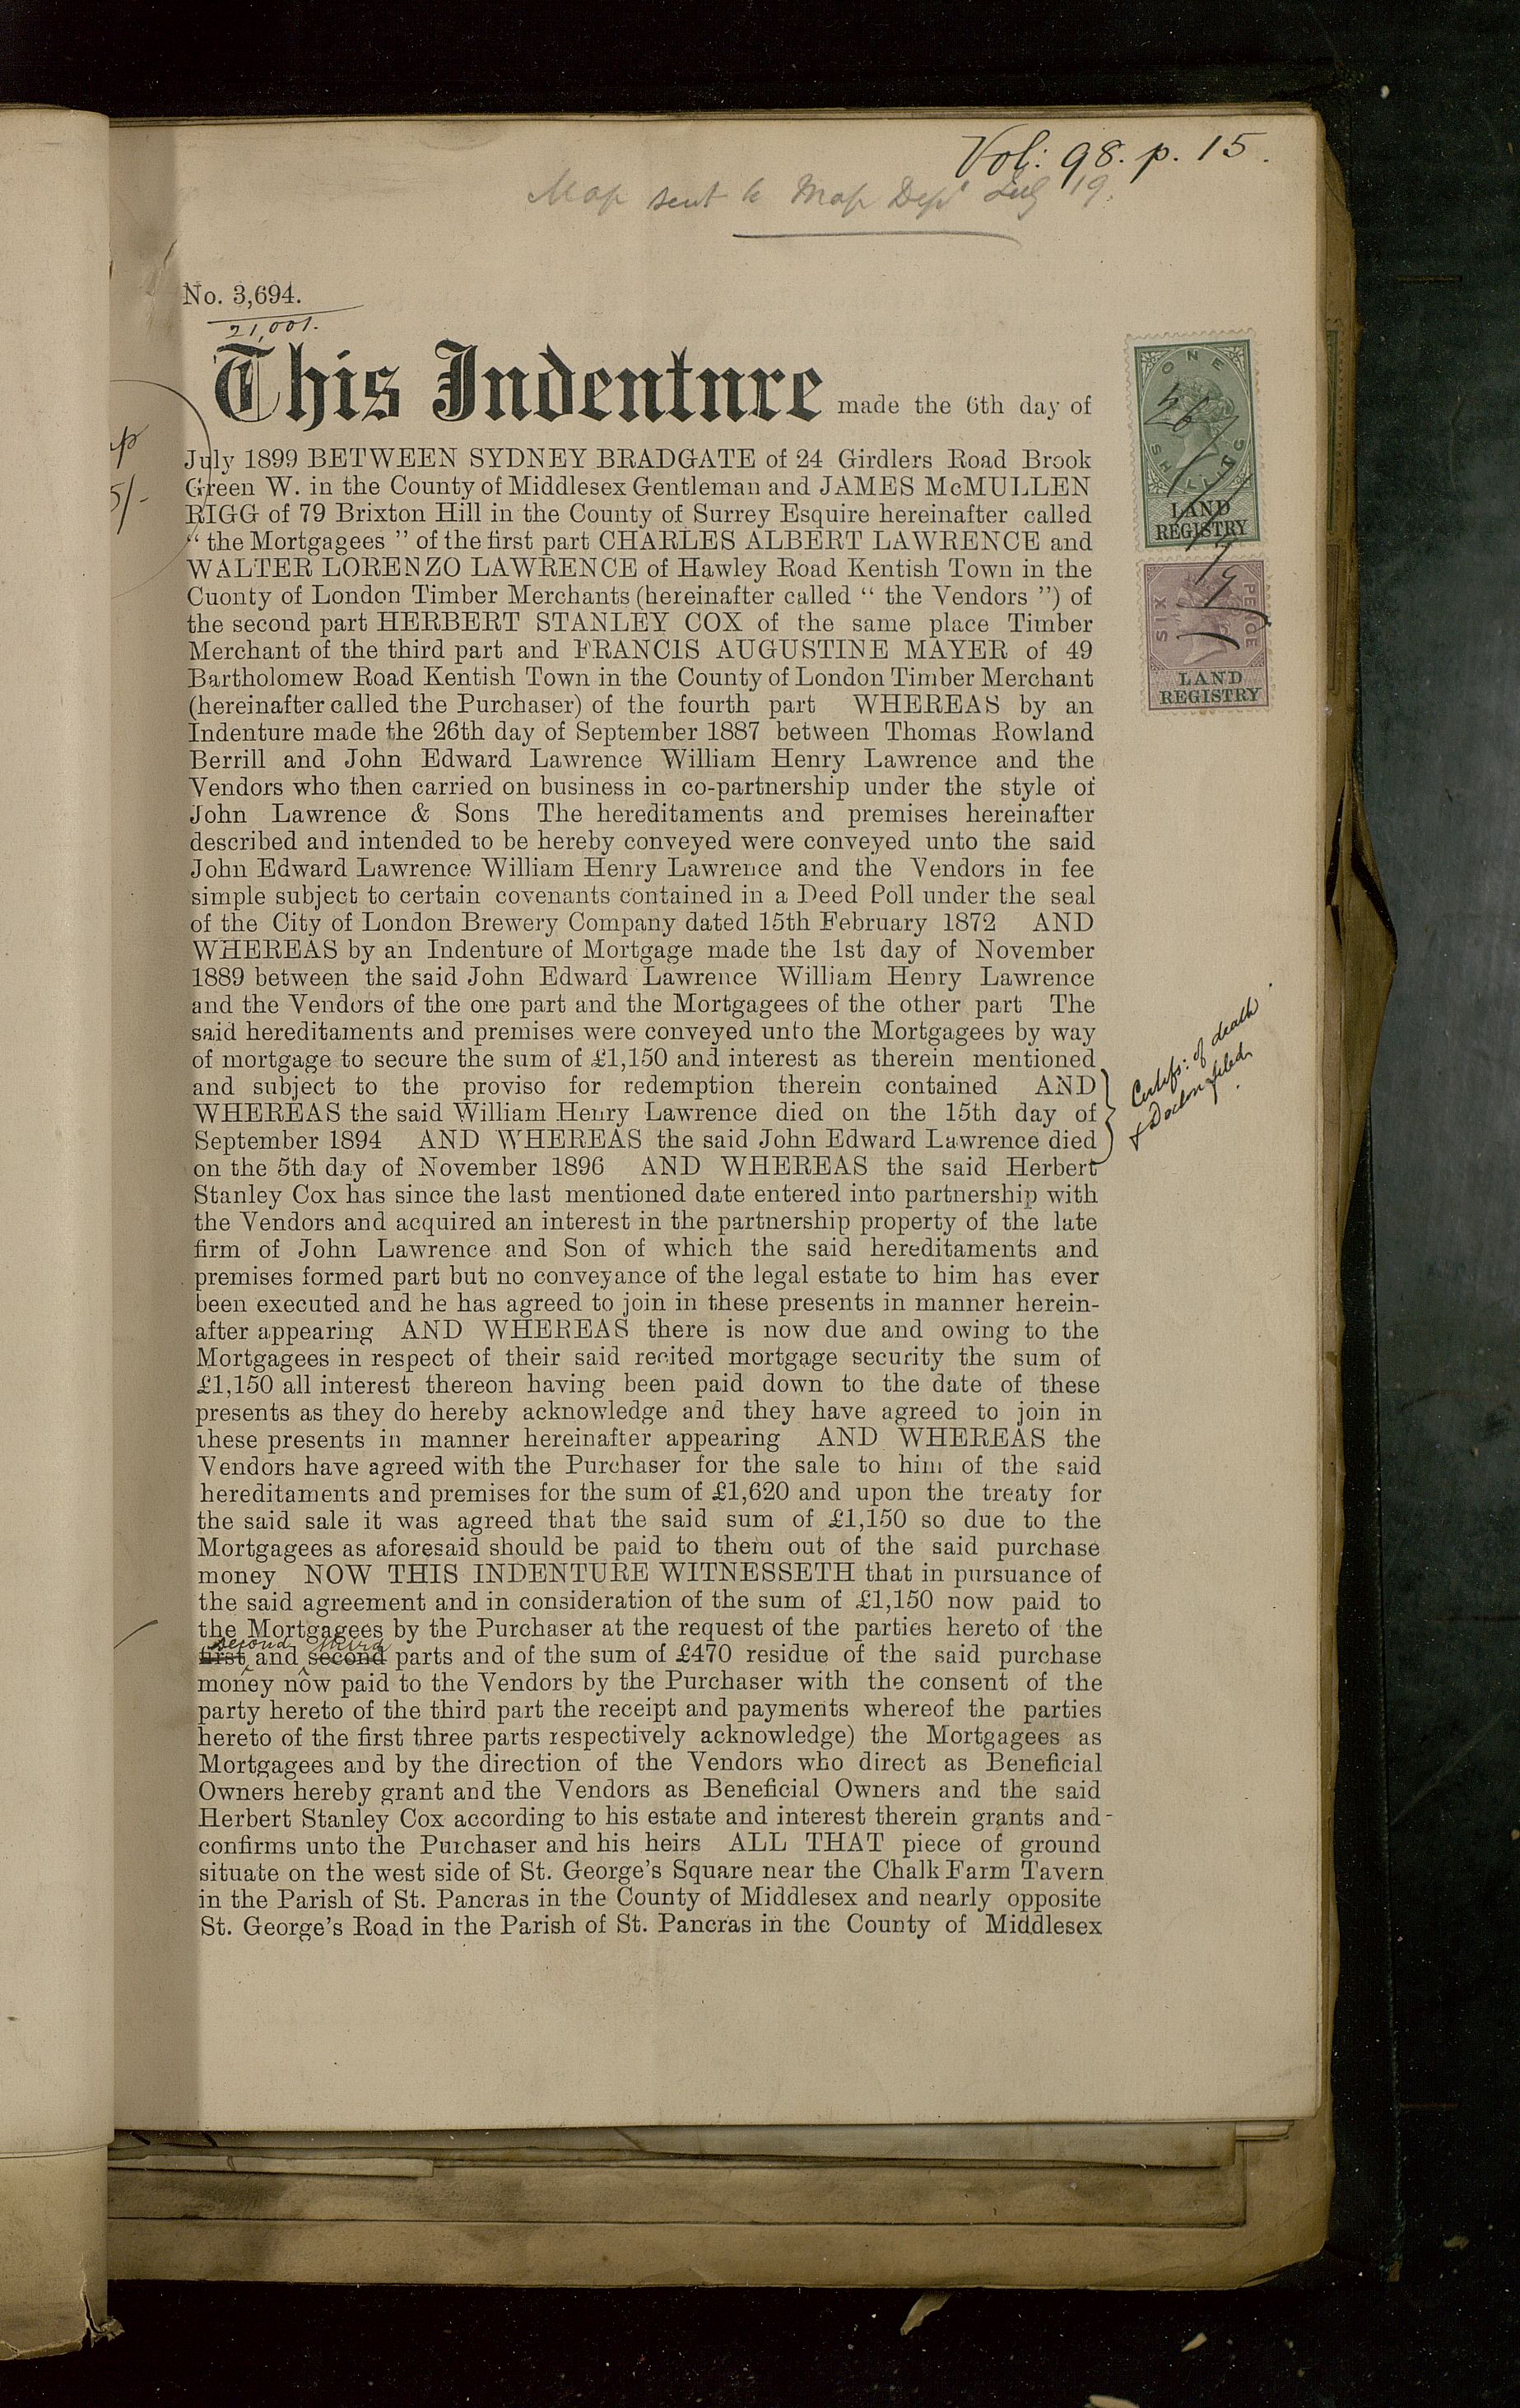 Vol: 98. p. 15.
Map sent to Map Dept July 19.
No. 3,694.
21,001.
This Indenture made the 6th day of
July 1899 BETWEEN SYDNEY BRADGATE of 24 Girdlers Road Brook
Green W. in the County of Middlesex Gentleman and JAMES McMULLEN
RIGG of 79 Brixton Hill in the County of Surrey Esquire hereinafter called
“ the Mortgagees ” of the first part CHARLES ALBERT LAWRENCE and
WALTER LORENZO LAWRENCE of Hawley Road Kentish Town in the
Cuonty of London Timber Merchants (hereinafter called “ the Vendors ”) of
the second part HERBERT STANLEY COX of the same place Timber
Merchant of the third part and FRANCIS AUGUSTINE MAYER of 49
Bartholomew Road Kentish Town in the County of London Timber Merchant
(hereinafter called the Purchaser) of the fourth part WHEREAS by an
Indenture made the 26th day of September 1887 between Thomas Rowland
Berrill and John Edward Lawrence William Henry Lawrence and the
Vendors who then carried on business in co-partnership under the style of
John Lawrence & Sons The hereditaments and premises hereinafter
described and intended to be hereby conveyed were conveyed unto the said
John Edward Lawrence William Henry Lawrence and the Vendors in fee
simple subject to certain covenants contained in a Deed Poll under the seal
of the City of London Brewery Company dated 15th February 1872 AND
WHEREAS by an Indenture of Mortgage made the 1st day of November
1889 between the said John Edward Lawrence William Henry Lawrence
and the Vendors of the one part and the Mortgagees of the other part The
said hereditaments and premises were conveyed unto the Mortgagees by way
of mortgage to secure the sum of £1,150 and interest as therein mentioned
and subject to the proviso for redemption therein contained AND
WHEREAS the said William Henry Lawrence died on the 15th day of
September 1894 AND WHEREAS the said John Edward Lawrence died
on the 5th day of November 1896 AND WHEREAS the said Herbert
Stanley Cox has since the last mentioned date entered into partnership with
the Vendors and acquired an interest in the partnership property of the late
firm of John Lawrence and Son of which the said hereditaments and
premises formed part but no conveyance of the legal estate to him has ever
been executed and he has agreed to join in these presents in manner herein-
after appearing AND WHEREAS there is now due and owing to the
Mortgagees in respect of their said recited mortgage security the sum of
£1,150 all interest thereon having been paid down to the date of these
presents as they do hereby acknowledge and they have agreed to join in
these presents in manner hereinafter appearing AND WHEREAS the
Vendors have agreed with the Purchaser for the sale to him of the said
hereditaments and premises for the sum of £1,620 and upon the treaty for
the said sale it was agreed that the said sum of £1,150 so due to the
Mortgagees as aforesaid should be paid to them out of the said purchase
money NOW THIS INDENTURE WITNESSETH that in pursuance of
the said agreement and in consideration of the sum of £1,150 now paid to
the Mortgagees by the Purchaser at the request of the parties hereto of the
second third
first and second parts and of the sum of £470 residue of the said purchase
money now paid to the Vendors by the Purchaser with the consent of the
party hereto of the third part the receipt and payments whereof the parties
hereto of the first three parts respectively acknowledge) the Mortgagees as
Mortgagees and by the direction of the Vendors who direct as Beneficial
Owners hereby grant and the Vendors as Beneficial Owners and the said
Herbert Stanley Cox according to his estate and interest therein grants and
confirms unto the Purchaser and his heirs ALL THAT piece of ground
situate on the west side of St. George’s Square near the Chalk Farm Tavern
in the Parish of St. Pancras in the County of Middlesex and nearly opposite
St. George’s Road in the Parish of St. Pancras in the County of Middlesex
ONE SHILLING
LAND
REGISTRY
SIX PENCE
LAND
REGISTRY
Certifs: of death
& Declon filed
5/-